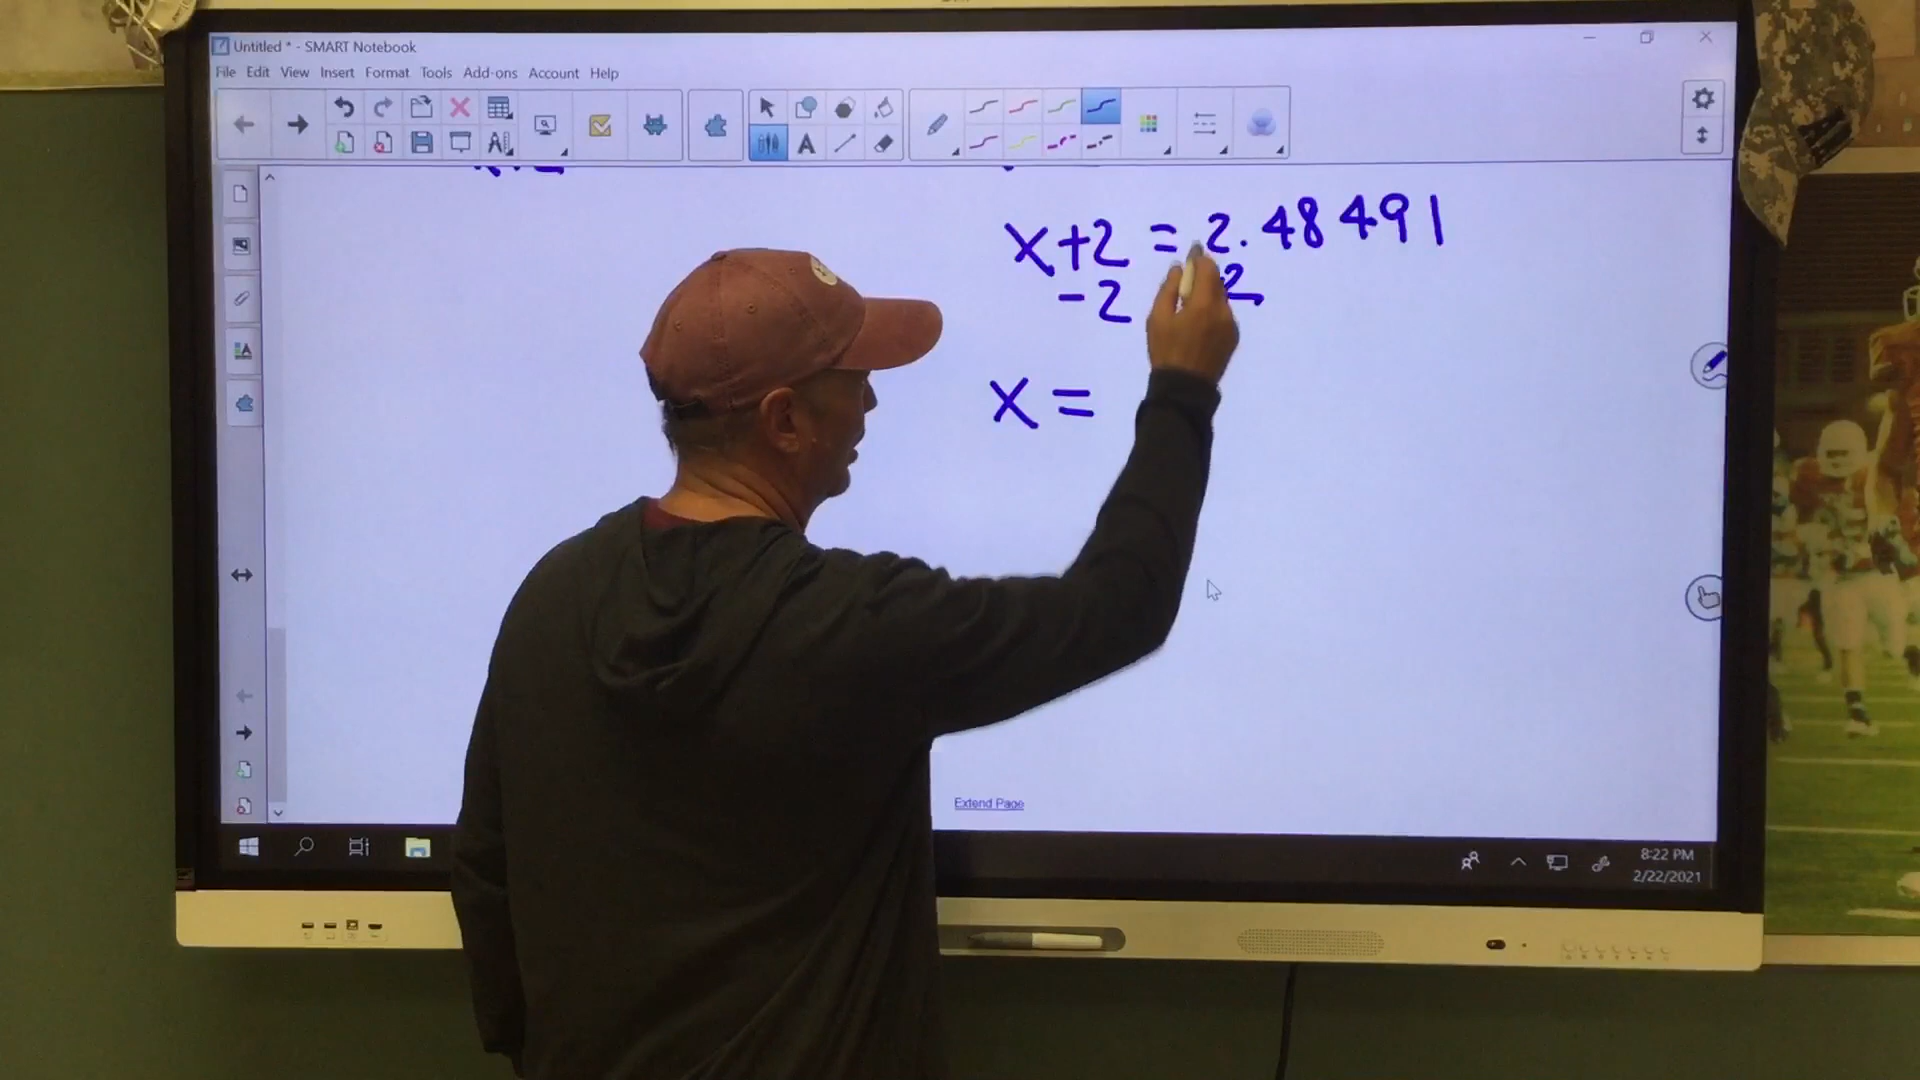 Untitled * - SMART Notebook
File Edit View Insert Format Tools Add-ons Account Help
x+2 = 2.48491
-2 2
x =
Extend Page
8:22 PM
2/22/2021